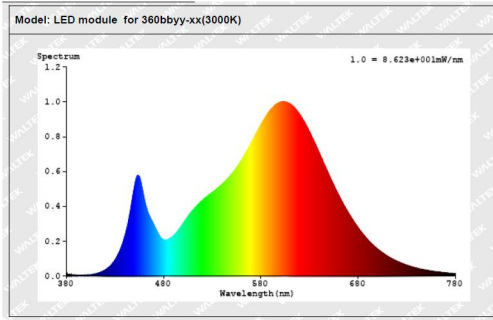 Model: LED module for 360bbyy-xx(3000K)
Spectrum
1.0 = 8.623e+001mW/nm
1.2
1.0
0.8
0.6
0.4
0.2
0.0
380 480 580 680 780
Wavelength(nm)
WALTEK